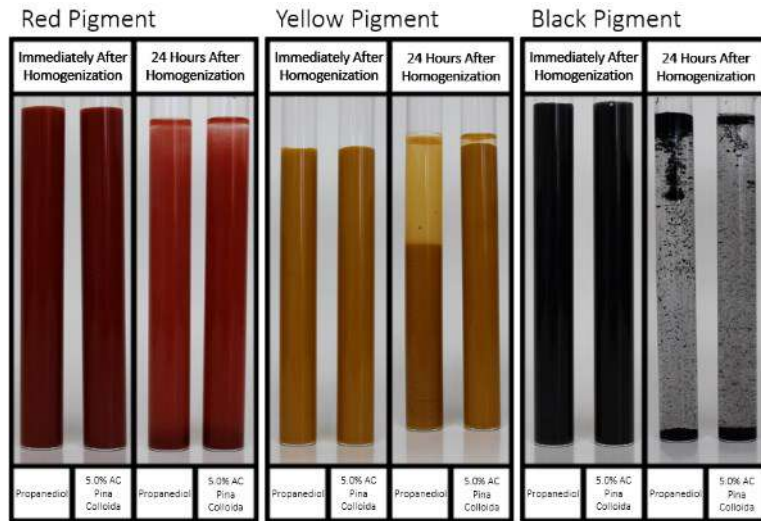 Red Pigment
Yellow Pigment
Black Pigment
Immediately After
Homogenization
24 Hours After
Homogenization
Immediately After
Homogenization
24 Hours After
Homogenization
Immediately After
Homogenization
24 Hours After
Homogenization
Propanediol
5.0% AC
Pina
Colloida
Propanediol
5.0% AC
Pina
Colloida
Propanediol
5.0% AC
Pina
Colloida
Propanediol
5.0% AC
Pina
Colloida
Propanediol
5.0% AC
Pina
Colloida
Propanediol
5.0% AC
Pina
Colloida